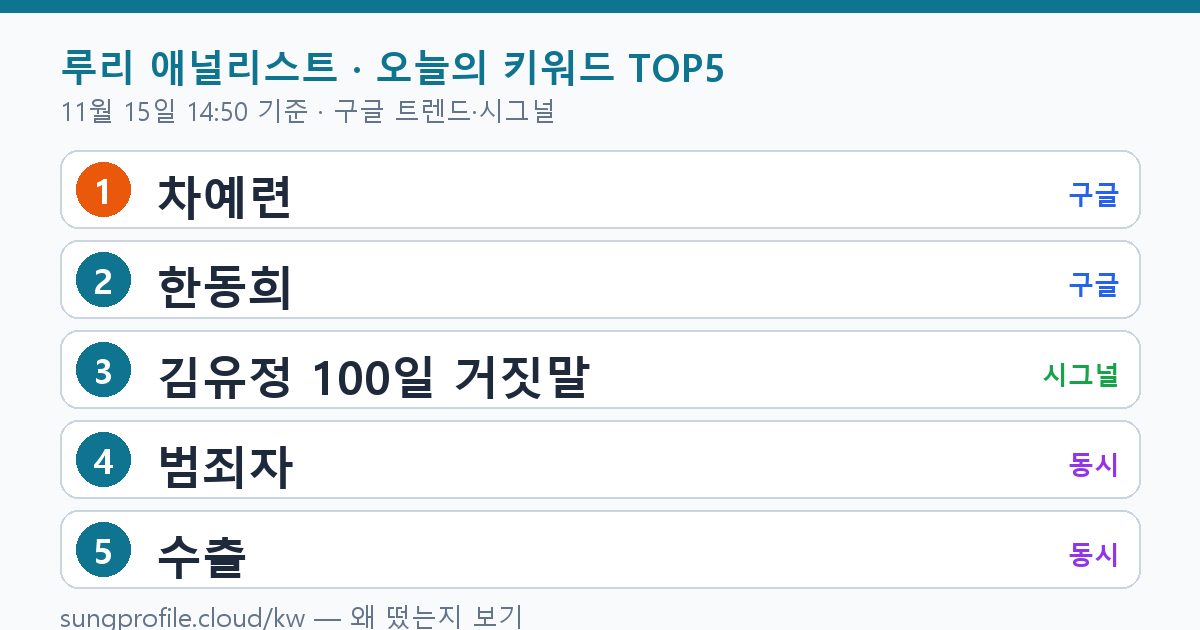 루리 애널리스트 · 오늘의 키워드 TOP5
11월 15일 14:50 기준 · 구글 트렌드·시그널
1 차예련 구글
2 한동희 구글
3 김유정 100일 거짓말 시그널
4 범죄자 동시
5 수출 동시
sungprofile.cloud/kw — 왜 떴는지 보기